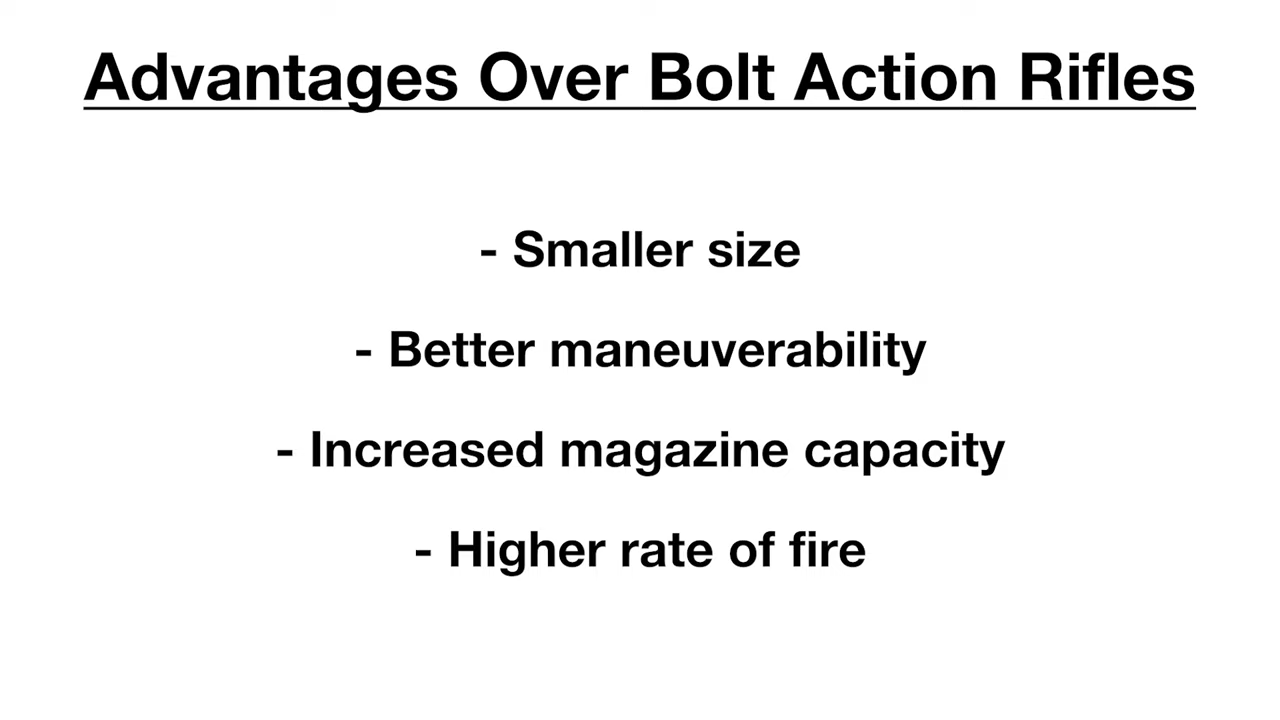 Advantages Over Bolt Action Rifles
- Smaller size
- Better maneuverability
- Increased magazine capacity
- Higher rate of fire